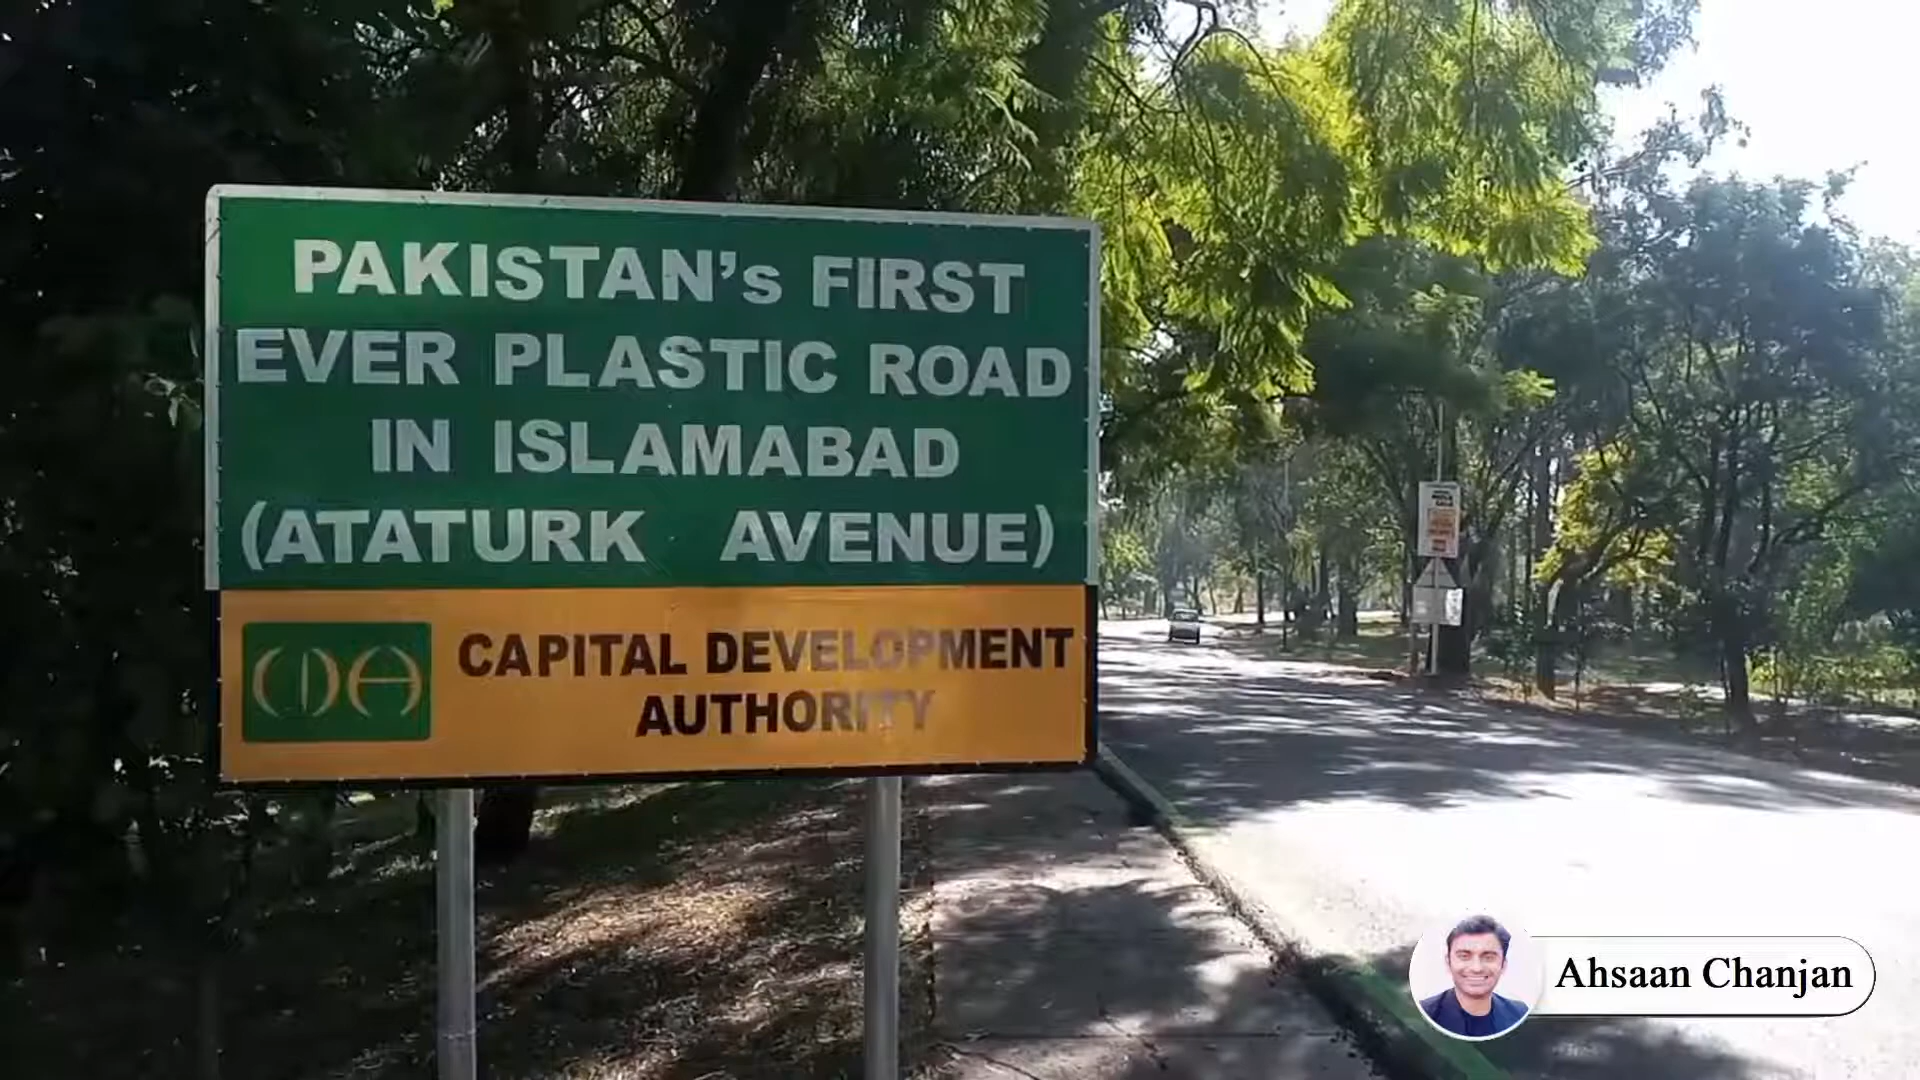 PAKISTAN's FIRST
EVER PLASTIC ROAD
IN ISLAMABAD
(ATATURK AVENUE)
CDA
CAPITAL DEVELOPMENT
AUTHORITY
Ahsaan Chanjan